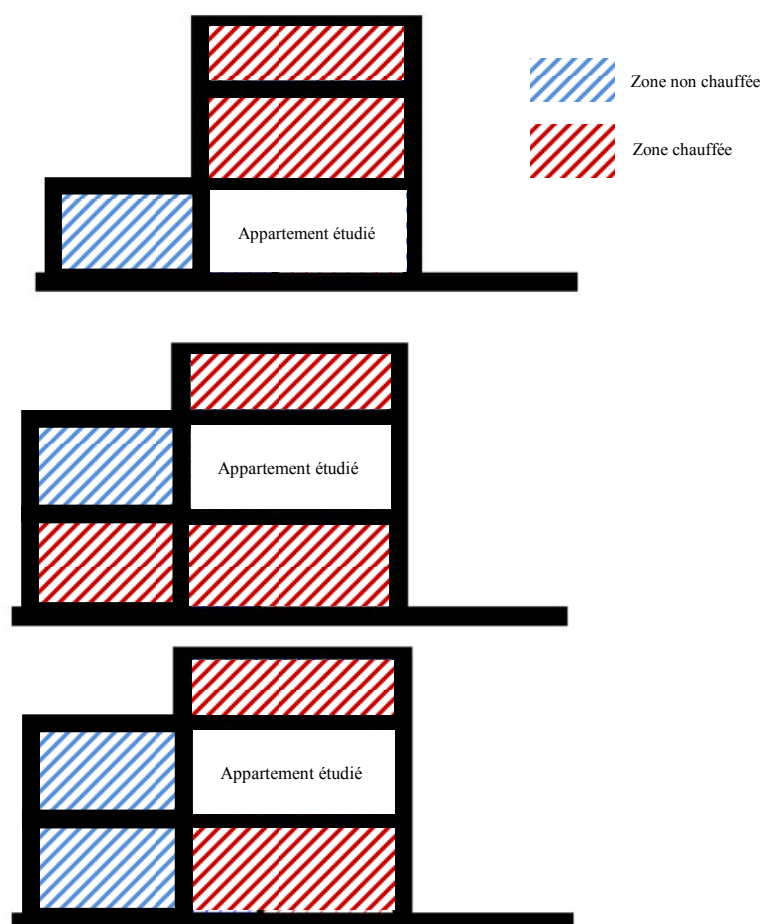 Zone non chauffée
Zone chauffée
Appartement étudié
Appartement étudié
Appartement étudié